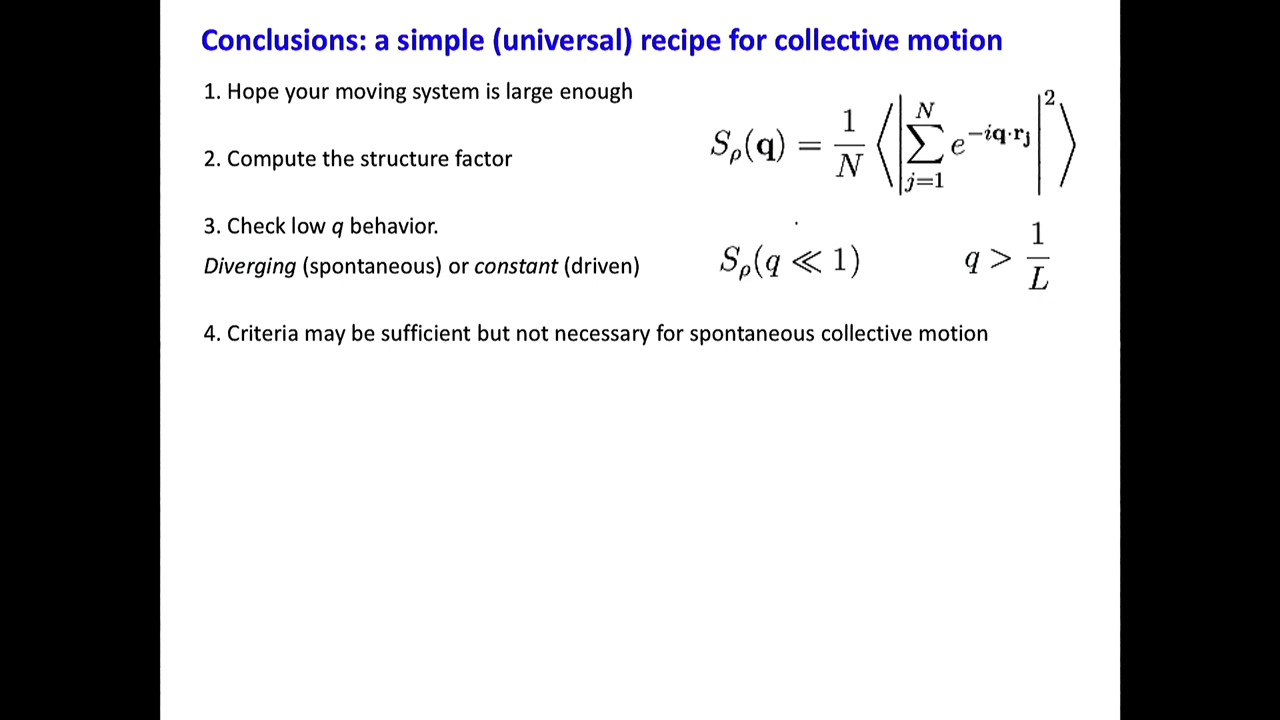 Conclusions: a simple (universal) recipe for collective motion
1. Hope your moving system is large enough
2. Compute the structure factor
S_ρ(𝐪) = \frac{1}{N} ⟨|∑_{j=1}^{N} e^{-i𝐪·𝐫_𝐣}|^2⟩
3. Check low q behavior.
Diverging (spontaneous) or constant (driven)
S_ρ(q ≪ 1) q > \frac{1}{L}
4. Criteria may be sufficient but not necessary for spontaneous collective motion